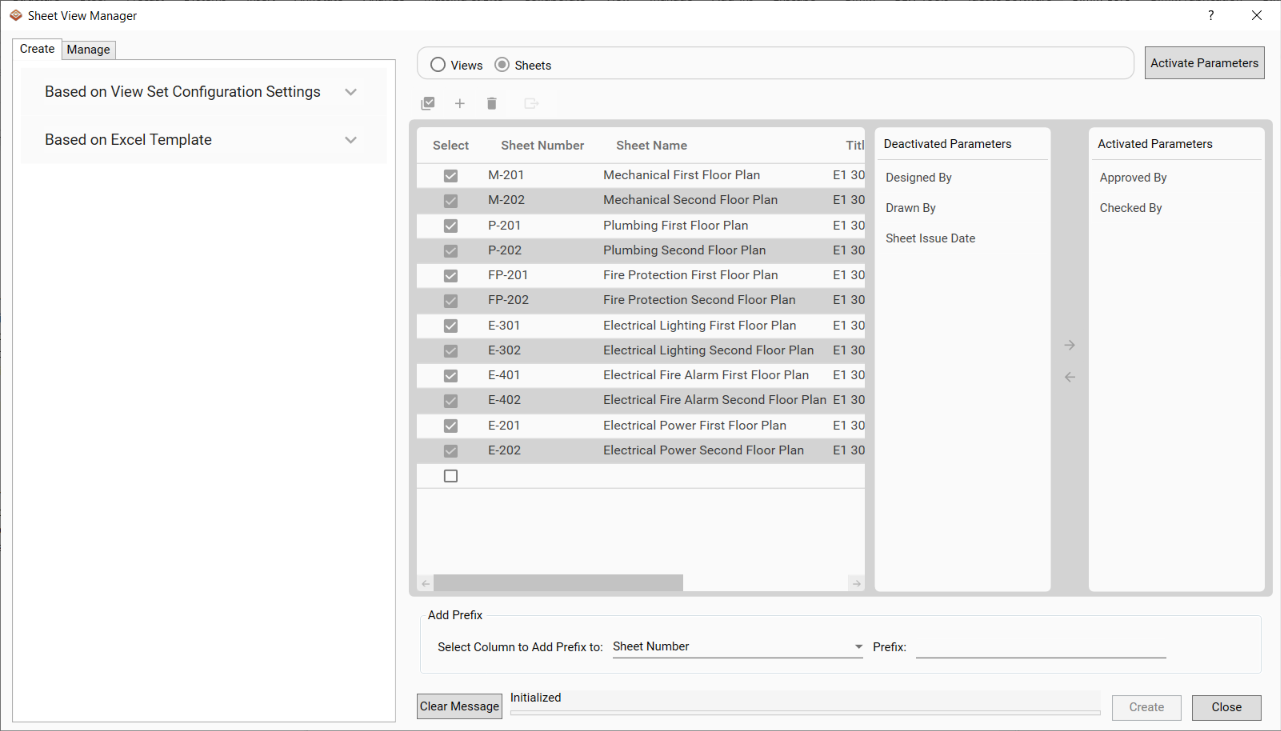 Sheet View Manager
?
Create Manage
Views Sheets Activate Parameters
Based on View Set Configuration Settings
Based on Excel Template
Select Sheet Number Sheet Name Titl
M-201 Mechanical First Floor Plan E1 30
M-202 Mechanical Second Floor Plan E1 30
P-201 Plumbing First Floor Plan E1 30
P-202 Plumbing Second Floor Plan E1 30
FP-201 Fire Protection First Floor Plan E1 30
FP-202 Fire Protection Second Floor Plan E1 30
E-301 Electrical Lighting First Floor Plan E1 30
E-302 Electrical Lighting Second Floor Plan E1 30
E-401 Electrical Fire Alarm First Floor Plan E1 30
E-402 Electrical Fire Alarm Second Floor Plan E1 30
E-201 Electrical Power First Floor Plan E1 30
E-202 Electrical Power Second Floor Plan E1 30
Deactivated Parameters
Designed By
Drawn By
Sheet Issue Date
Activated Parameters
Approved By
Checked By
Add Prefix
Select Column to Add Prefix to: Sheet Number Prefix:
Clear Message Initialized Create Close